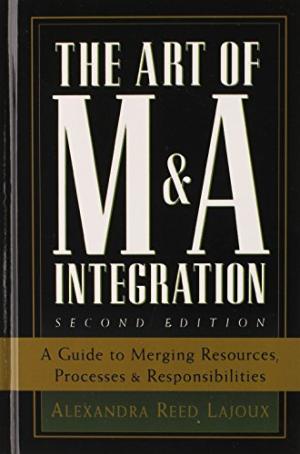 THE ART OF
M&A
INTEGRATION
SECOND EDITION
A Guide to Merging Resources,
Processes & Responsibilities
ALEXANDRA REED LAJOUX